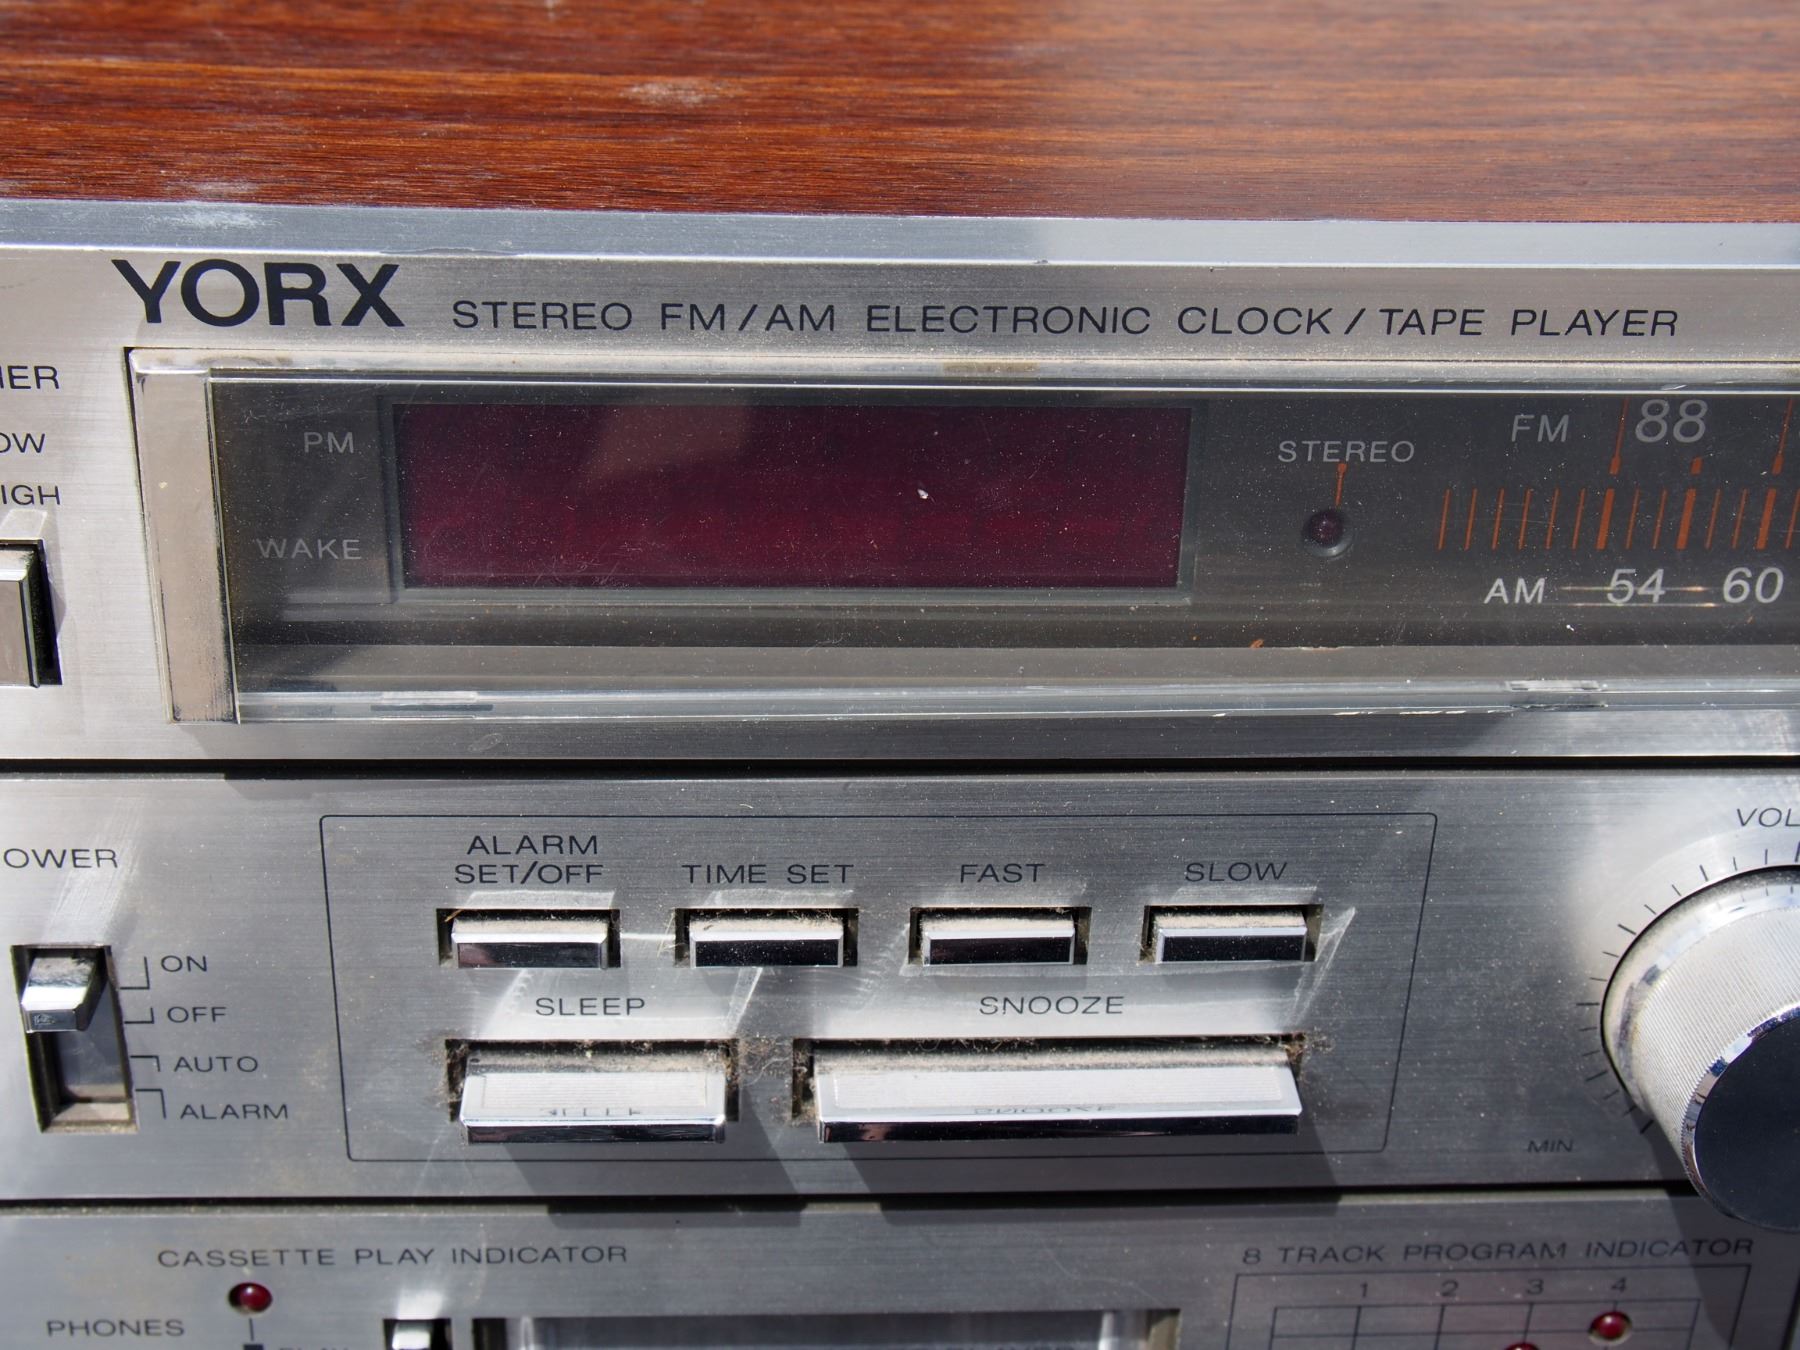 YORX STEREO FM/AM ELECTRONIC CLOCK/TAPE PLAYER
PM
WAKE
STEREO
FM 88
AM 54 60
ALARM
SET/OFF
TIME SET
FAST
SLOW
ON
OFF
AUTO
ALARM
SLEEP
SNOOZE
MIN
CASSETTE PLAY INDICATOR
8 TRACK PROGRAM INDICATOR
1 2 3 4
PHONES